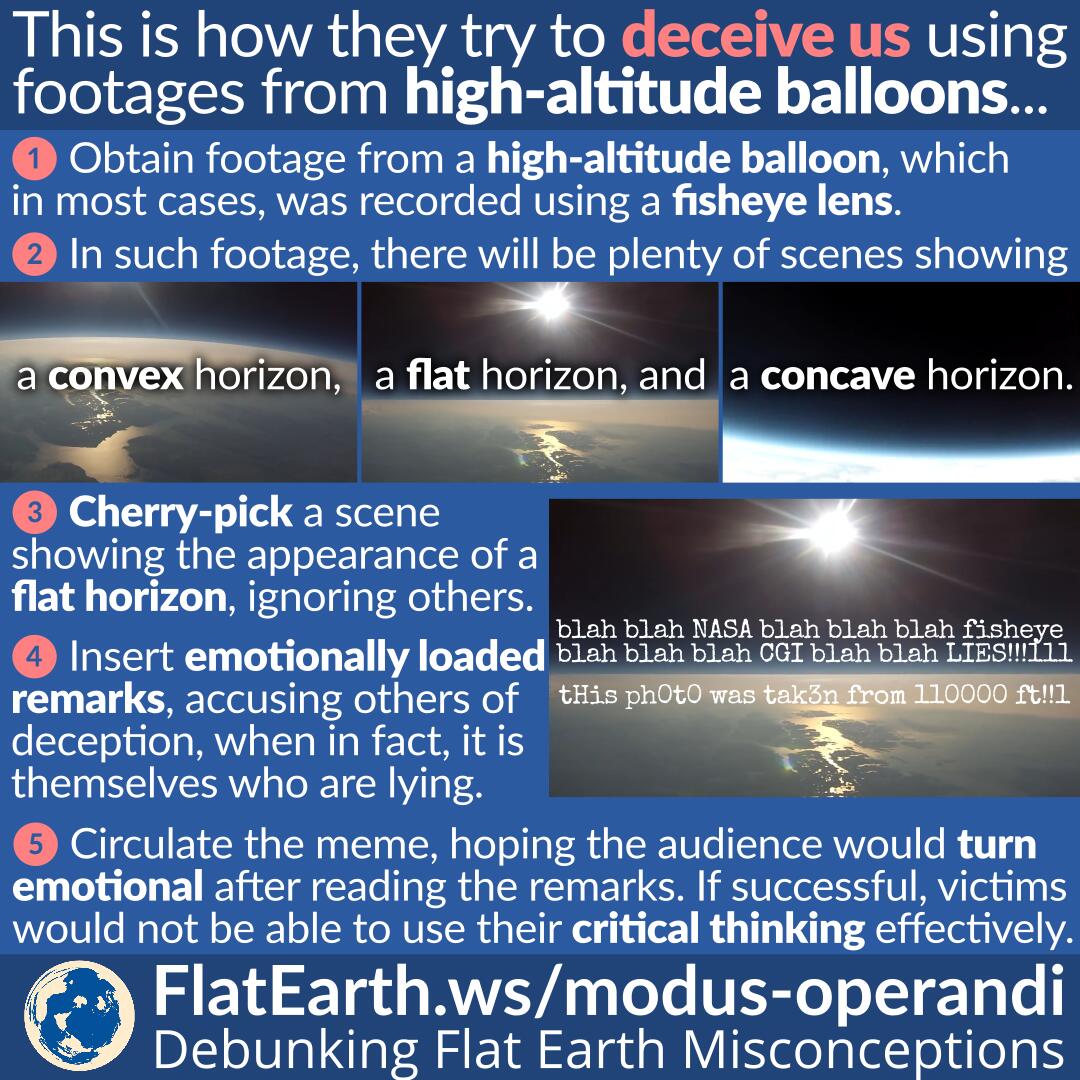 This is how they try to deceive us using
footages from high-altitude balloons...
1 Obtain footage from a high-altitude balloon, which
in most cases, was recorded using a fisheye lens.
2 In such footage, there will be plenty of scenes showing
a convex horizon,
a flat horizon, and
a concave horizon.
3 Cherry-pick a scene
showing the appearance of a
flat horizon, ignoring others.
4 Insert emotionally loaded
remarks, accusing others of
deception, when in fact, it is
themselves who are lying.
blah blah NASA blah blah blah fisheye
blah blah blah CGI blah blah LIES!!!111
tHis ph0t0 was tak3n from 110000 ft!!1
5 Circulate the meme, hoping the audience would turn
emotional after reading the remarks. If successful, victims
would not be able to use their critical thinking effectively.
FlatEarth.ws/modus-operandi
Debunking Flat Earth Misconceptions